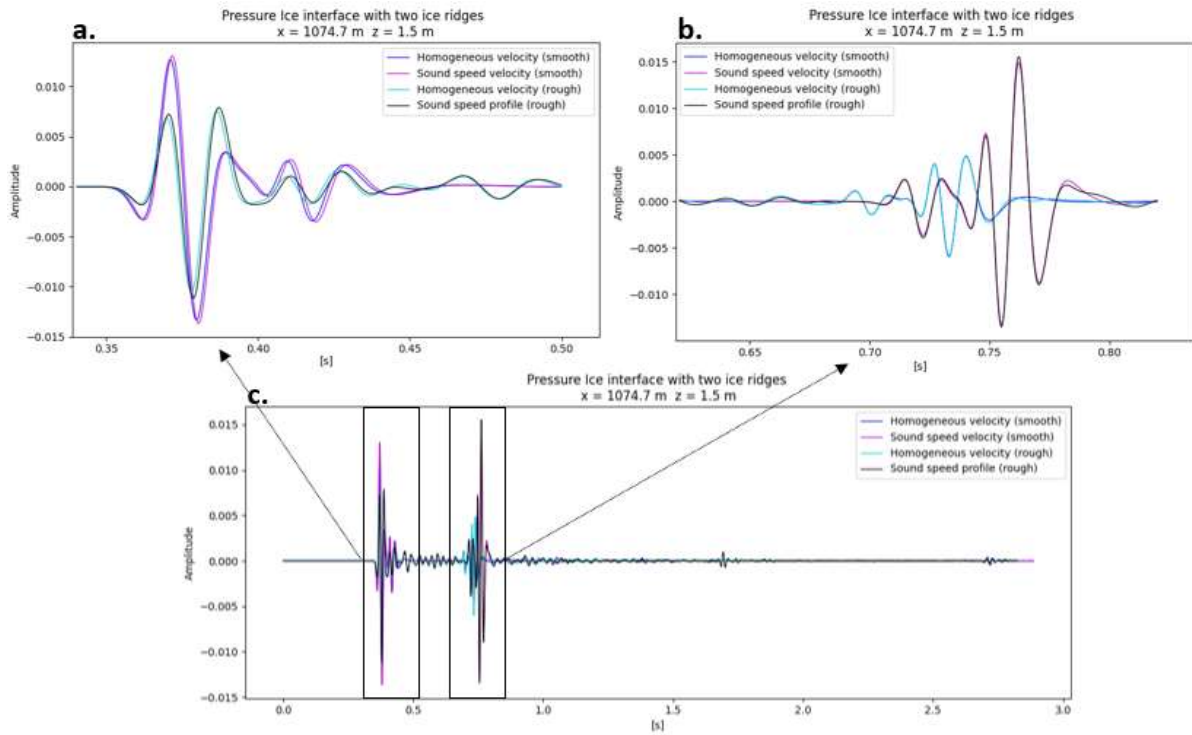 a.
Pressure Ice interface with two ice ridges
x = 1074.7 m z = 1.5 m
Homogeneous velocity (smooth)
Sound speed velocity (smooth)
Homogeneous velocity (rough)
Sound speed profile (rough)
Amplitude
0.010
0.005
0.000
−0.005
−0.010
−0.015
0.35
0.40
0.45
0.50
[s]
b.
Pressure Ice interface with two ice ridges
x = 1074.7 m z = 1.5 m
Homogeneous velocity (smooth)
Sound speed velocity (smooth)
Homogeneous velocity (rough)
Sound speed profile (rough)
Amplitude
0.015
0.010
0.005
0.000
−0.005
−0.010
0.65
0.70
0.75
0.80
[s]
c.
Pressure Ice interface with two ice ridges
x = 1074.7 m z = 1.5 m
Homogeneous velocity (smooth)
Sound speed velocity (smooth)
Homogeneous velocity (rough)
Sound speed profile (rough)
Amplitude
0.015
0.010
0.005
0.000
−0.005
−0.010
−0.015
0.0
0.5
1.0
1.5
2.0
2.5
3.0
[s]